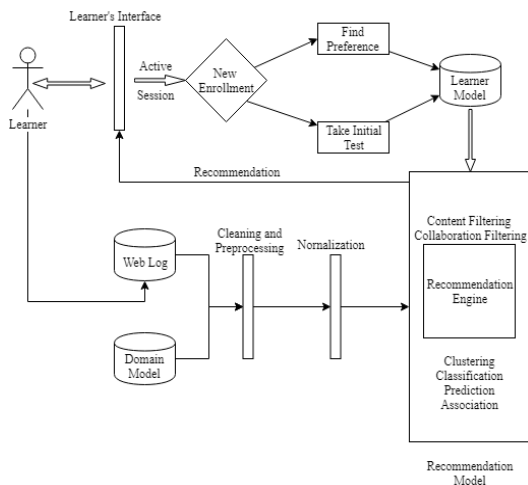 Learner's Interface
Find
Preference
Active
Session
New
Enrollment
Learner
Model
Learner
Take Initial
Test
Recommendation
Content Filtering
Collaboration Filtering
Cleaning and
Preprocessing
Nornalization
Web Log
Recommendation
Engine
Domain
Model
Clustering
Classification
Prediction
Association
Recommendation
Model